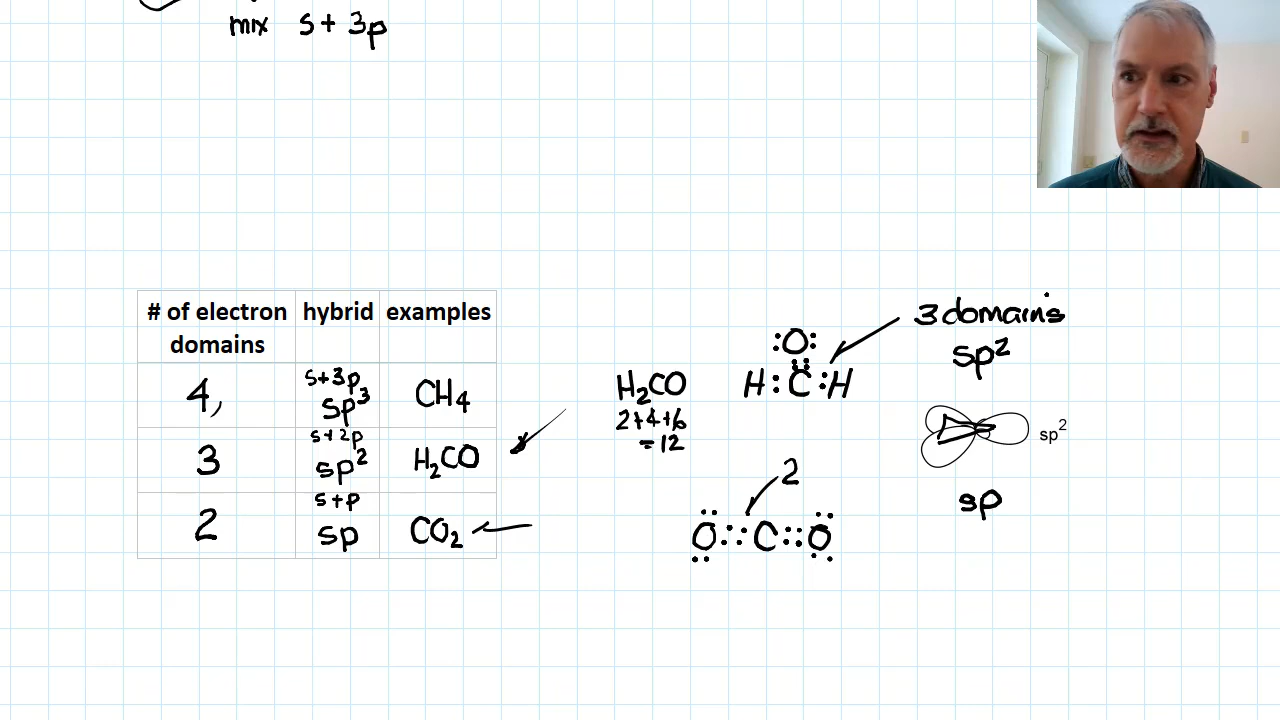 mix s + 3p
# of electron domains hybrid examples
4, s+3p sp³ CH₄
3 s+2p sp² H₂CO
2 s+p sp CO₂
H₂CO
2+4+6
= 12
:O:
H : C : H
3 domains
sp²
sp²
sp
2
O :: C :: O